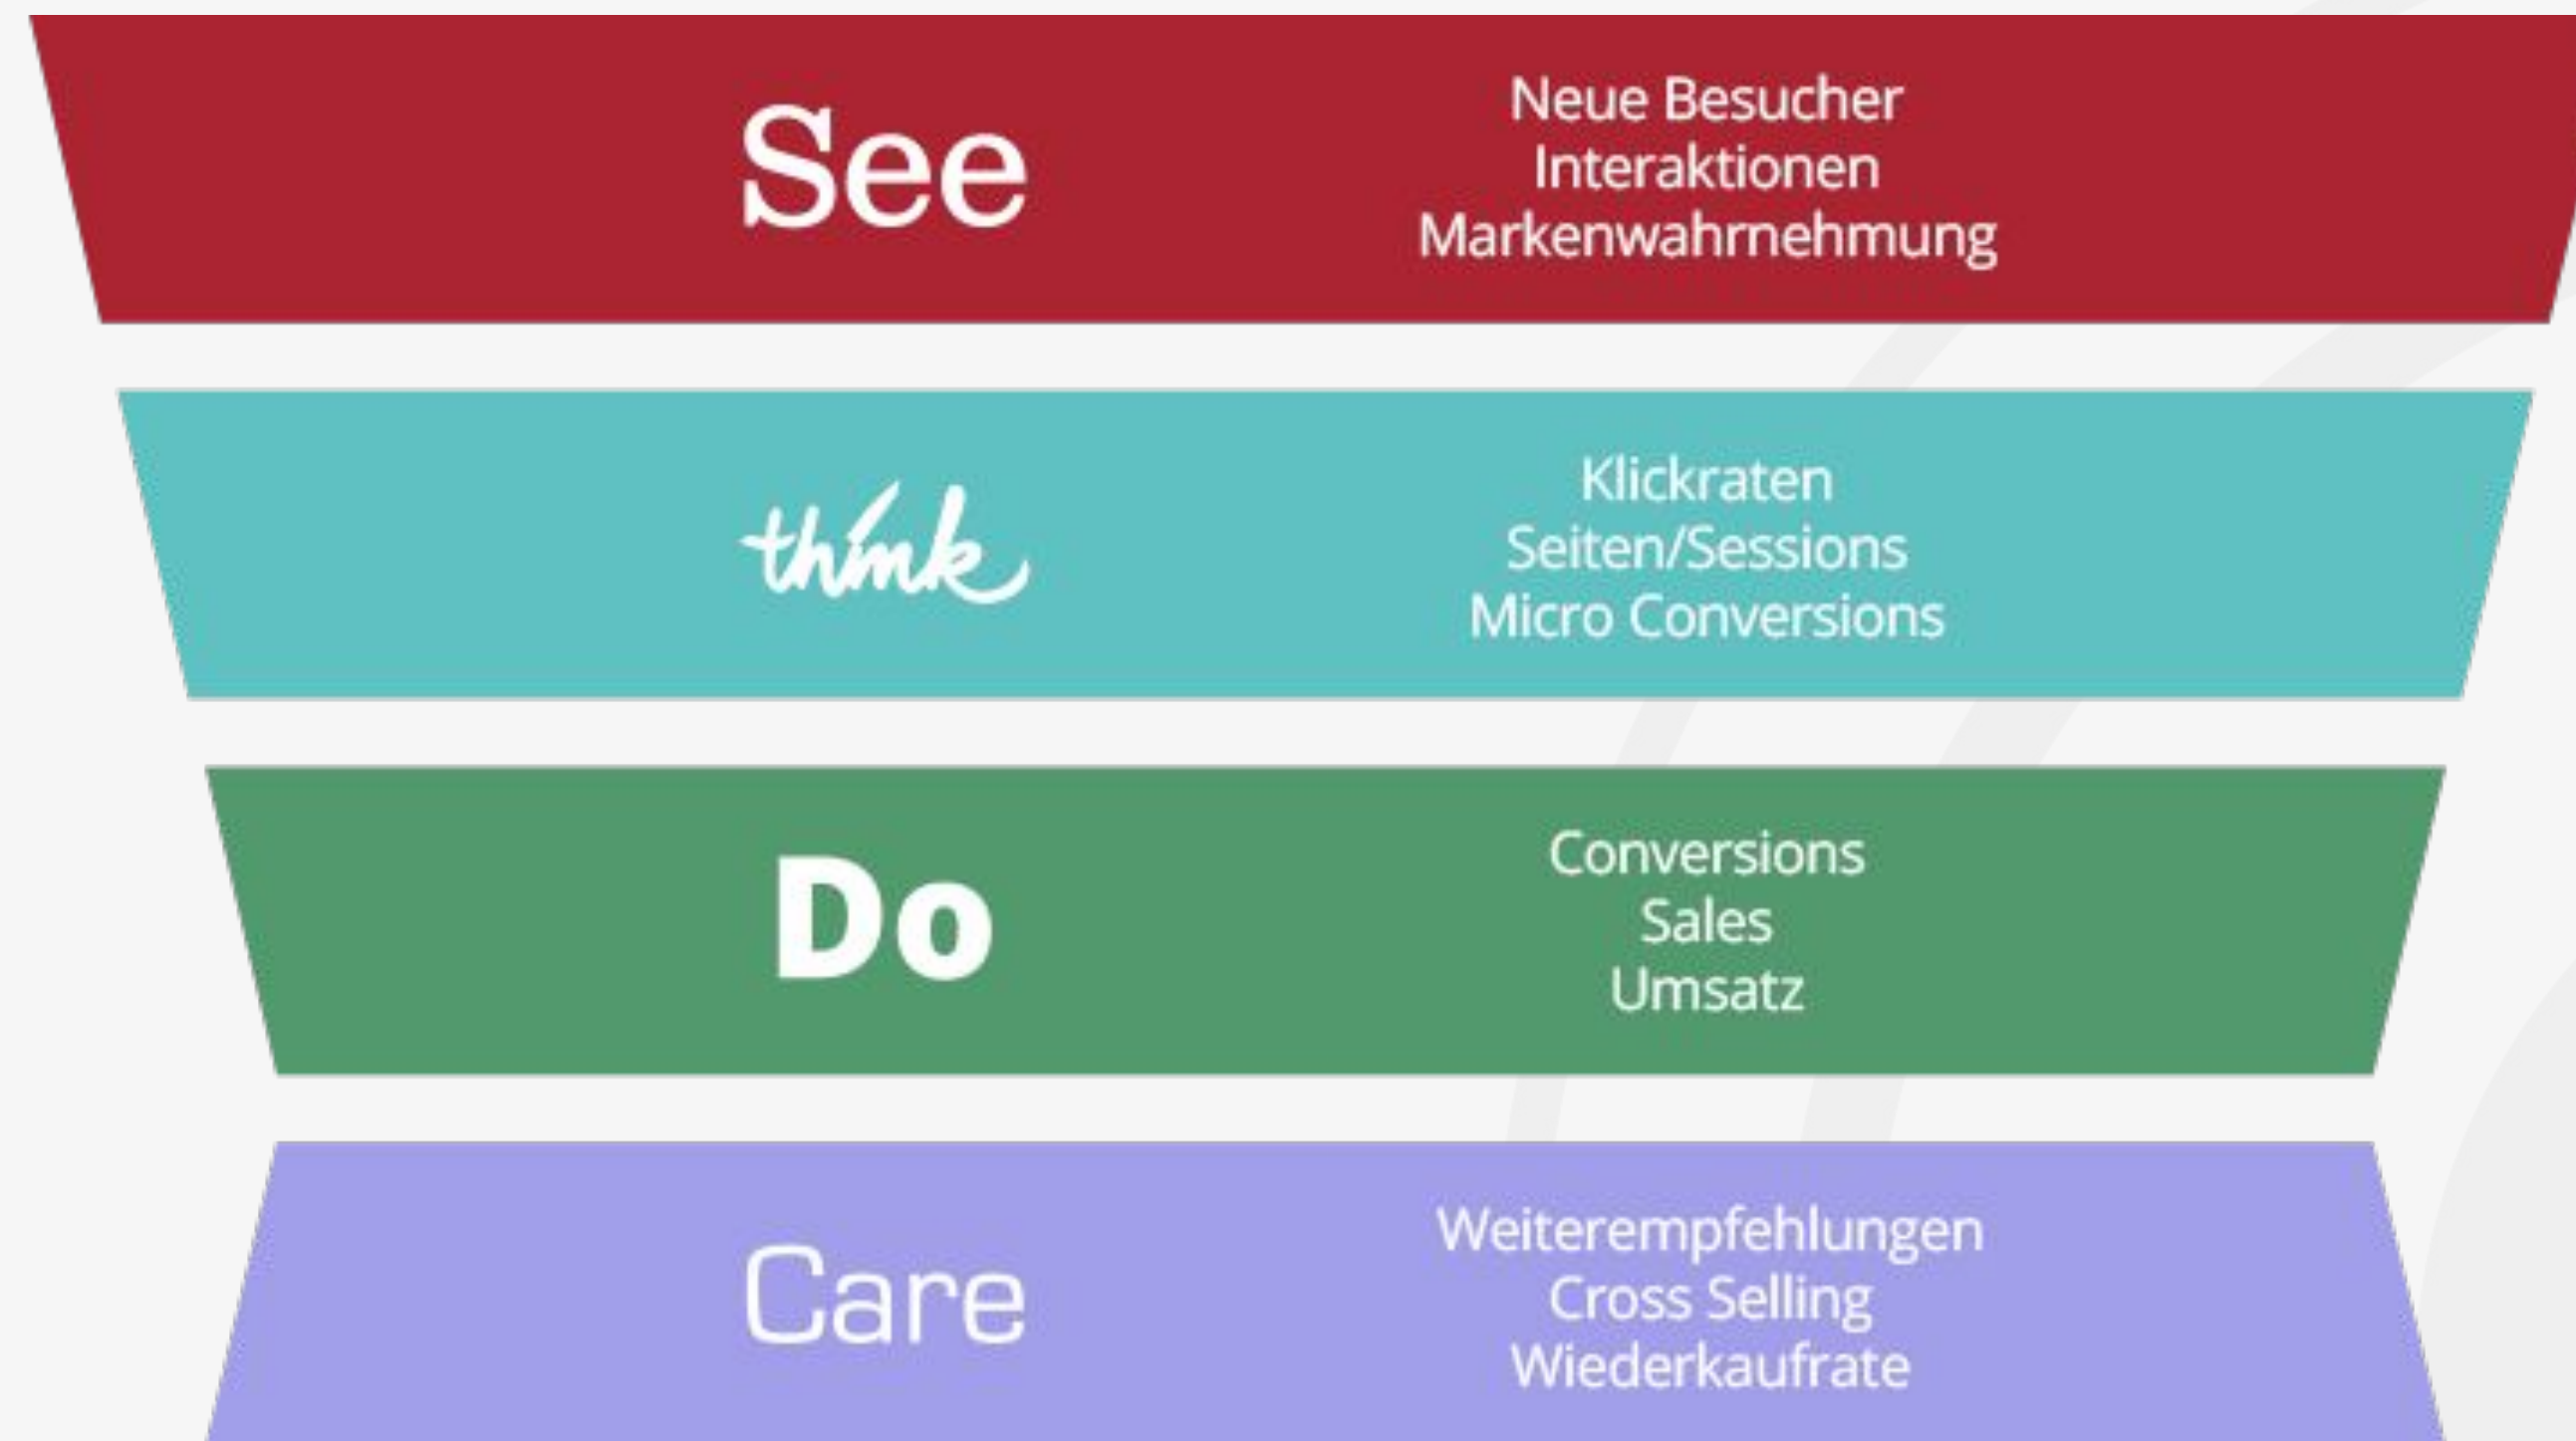 See
Neue Besucher
Interaktionen
Markenwahrnehmung
think
Klickraten
Seiten/Sessions
Micro Conversions
Do
Conversions
Sales
Umsatz
Care
Weiterempfehlungen
Cross Selling
Wiederkaufrate